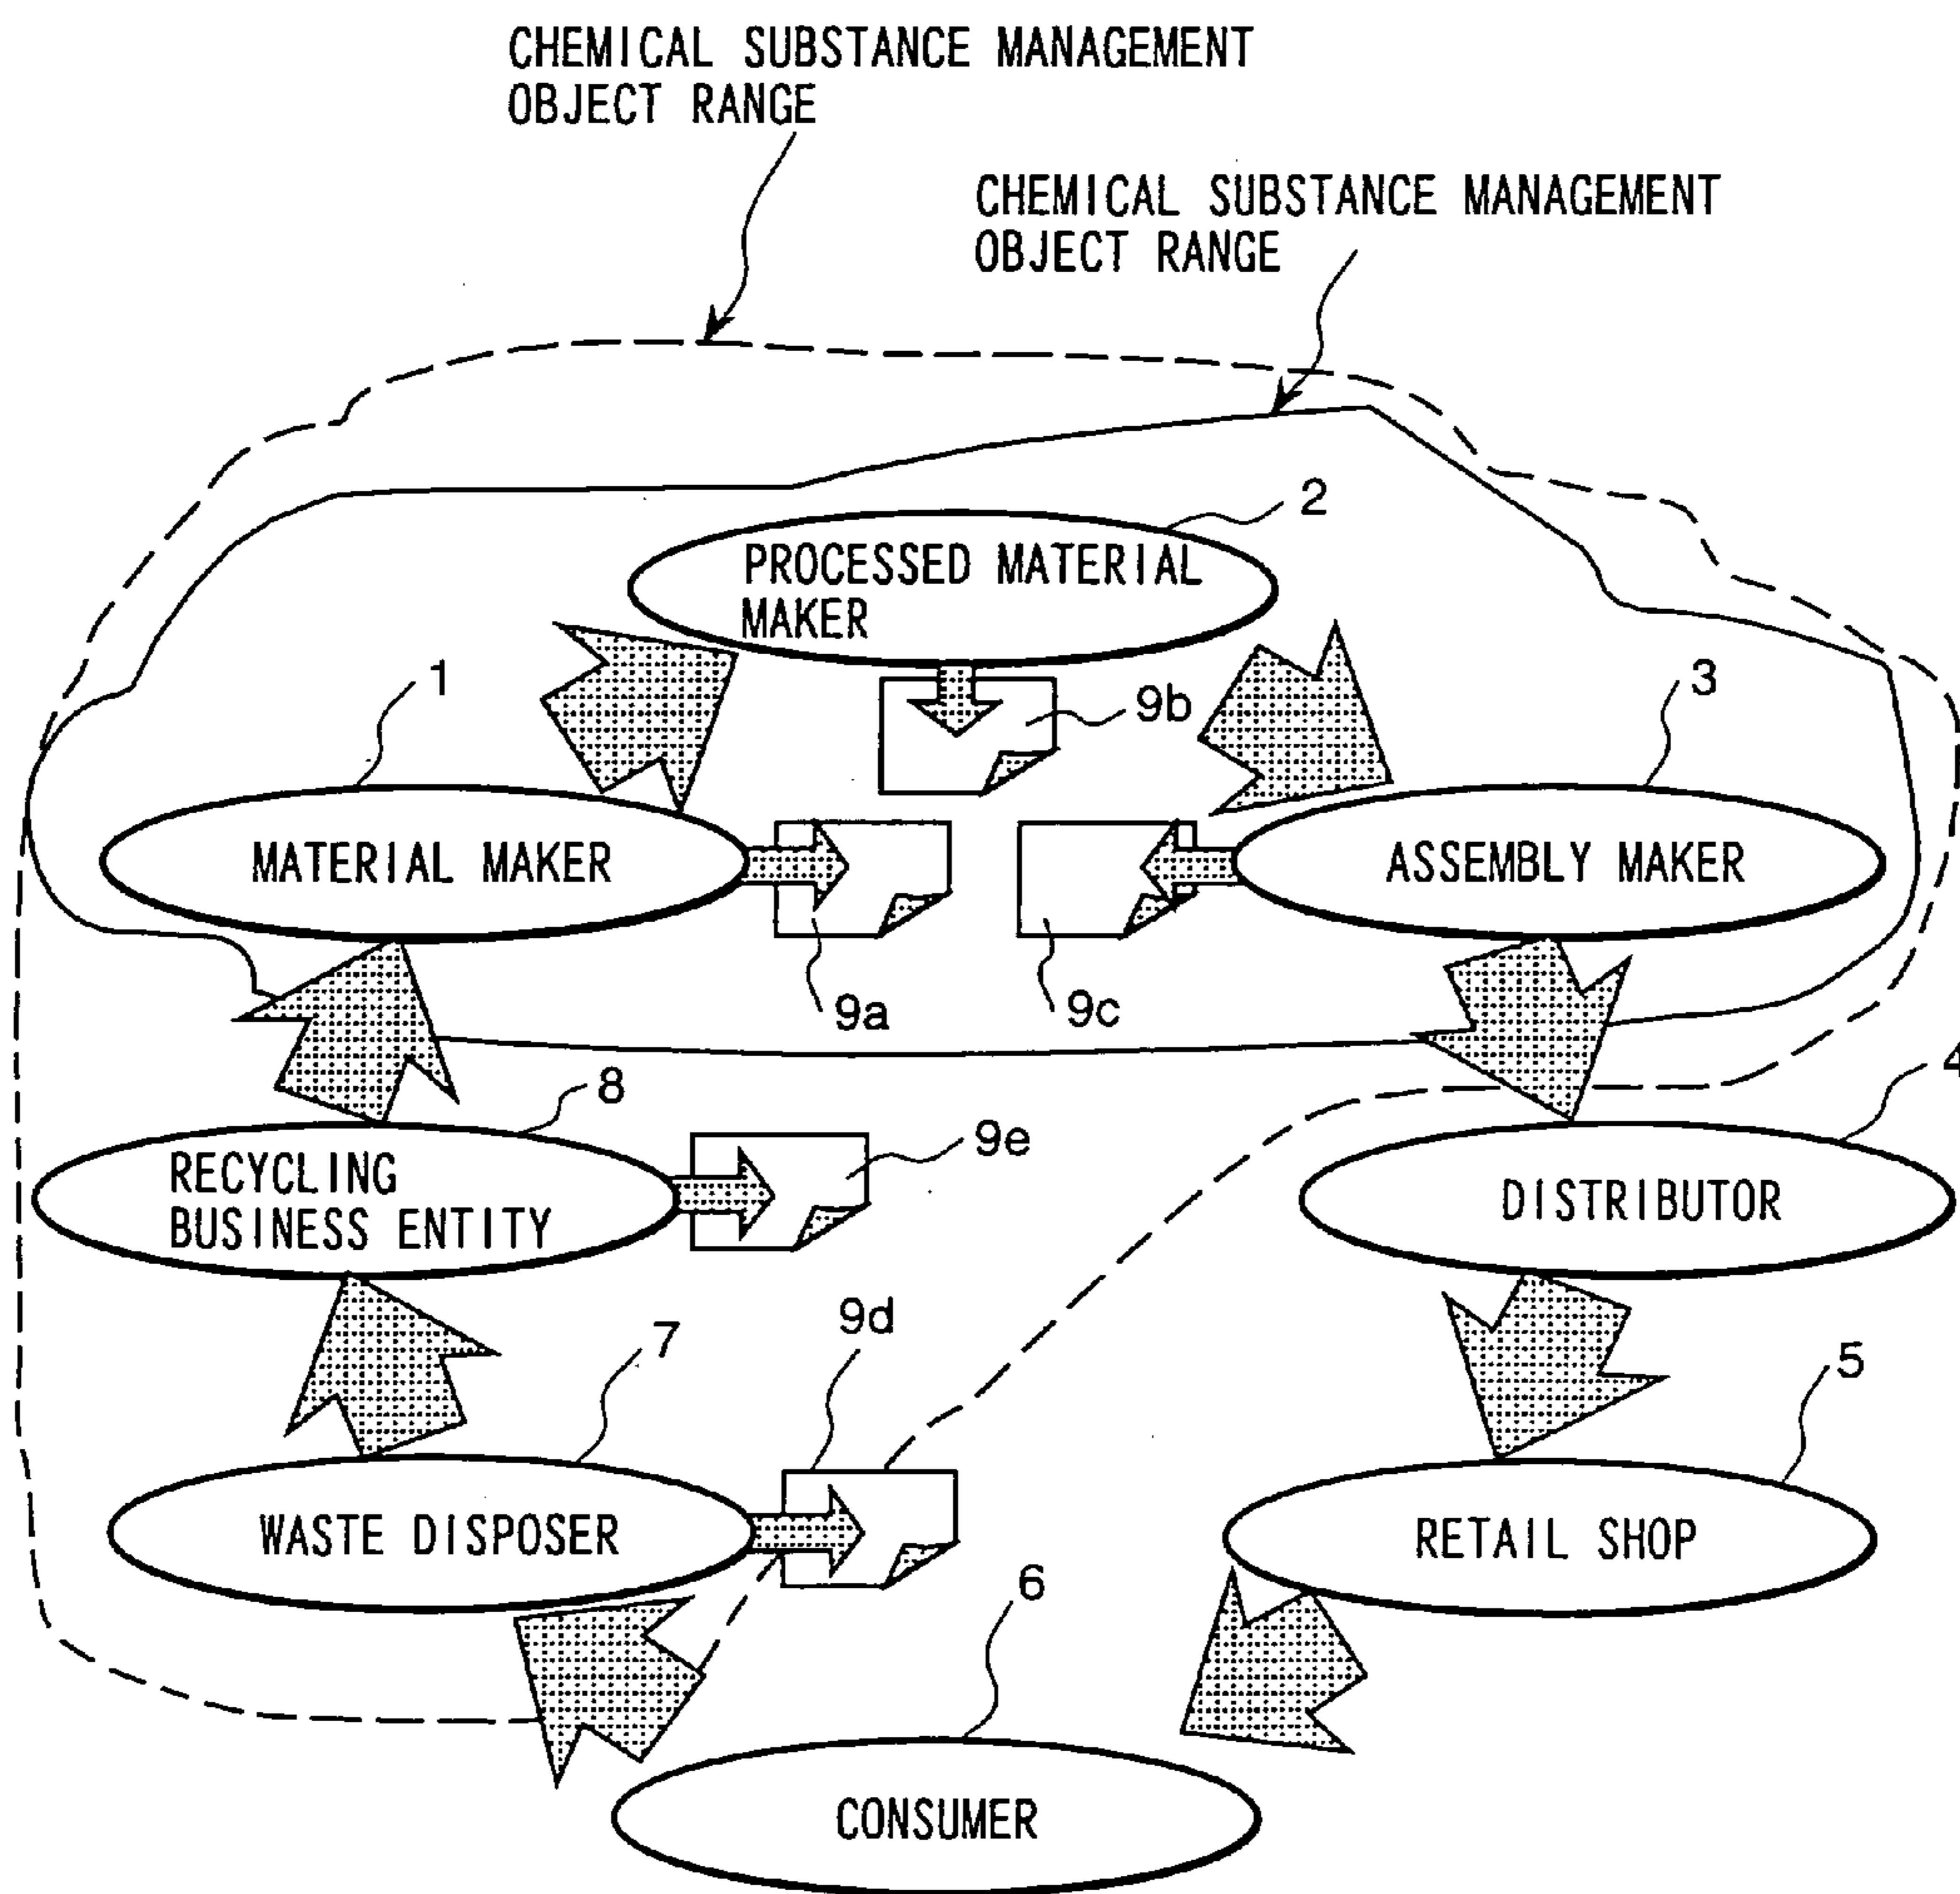 CHEMICAL SUBSTANCE MANAGEMENT
OBJECT RANGE
CHEMICAL SUBSTANCE MANAGEMENT
OBJECT RANGE
2
PROCESSED MATERIAL
MAKER
1
9b
3
MATERIAL MAKER
ASSEMBLY MAKER
9a
9c
4
8
9e
RECYCLING
BUSINESS ENTITY
DISTRIBUTOR
9d
7
5
WASTE DISPOSER
RETAIL SHOP
6
CONSUMER